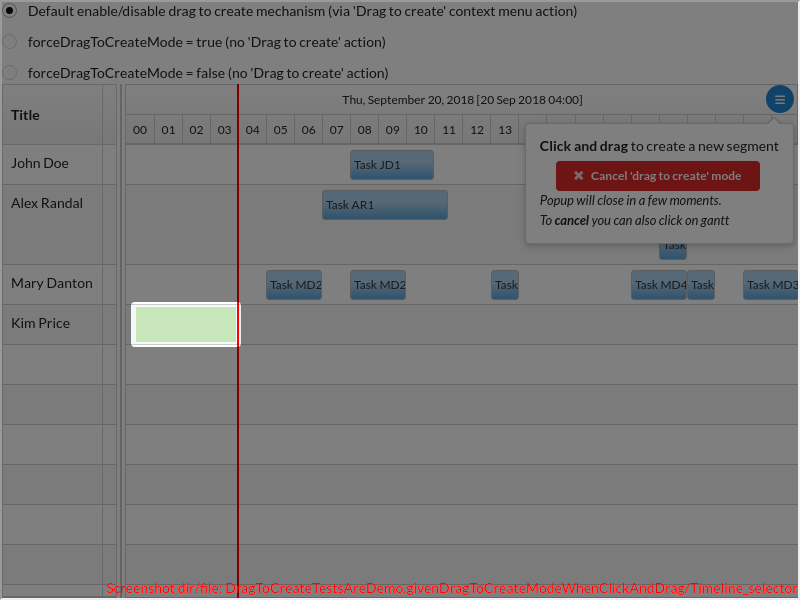 Default enable/disable drag to create mechanism (via 'Drag to create' context menu action)
forceDragToCreateMode = true (no 'Drag to create' action)
forceDragToCreateMode = false (no 'Drag to create' action)
Title
Thu, September 20, 2018 [20 Sep 2018 04:00]
00 01 02 03 04 05 06 07 08 09 10 11 12 13
Click and drag to create a new segment
✖ Cancel 'drag to create' mode
Popup will close in a few moments.
To cancel you can also click on gantt
John Doe
Task JD1
Alex Randal
Task AR1
Task
Mary Danton
Task MD2 Task MD2 Task Task MD4 Task Task MD3
Kim Price
Screenshot dir/file: DragToCreateTestsAreDemo.givenDragToCreateModeWhenClickAndDrag/Timeline_selector